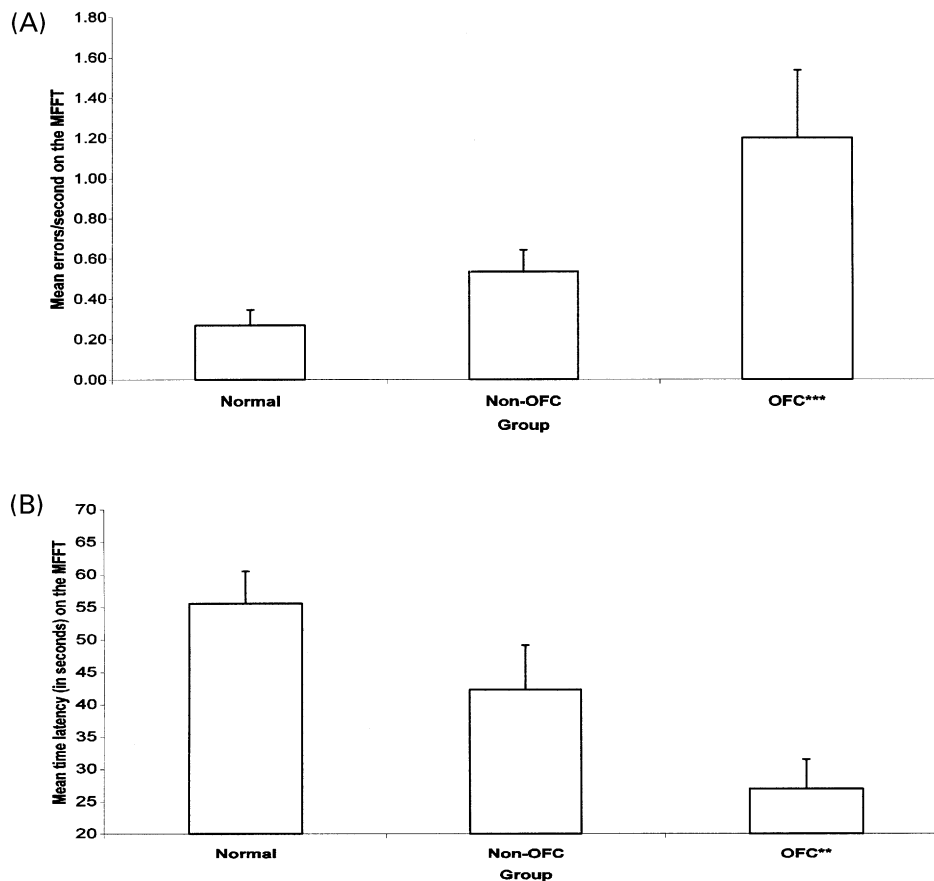 (A)
Mean errors/second on the MFFT
1.80
1.60
1.40
1.20
1.00
0.80
0.60
0.40
0.20
0.00
Normal Non-OFC OFC***
Group
(B)
Mean time latency (in seconds) on the MFFT
70
65
60
55
50
45
40
35
30
25
20
Normal Non-OFC OFC**
Group